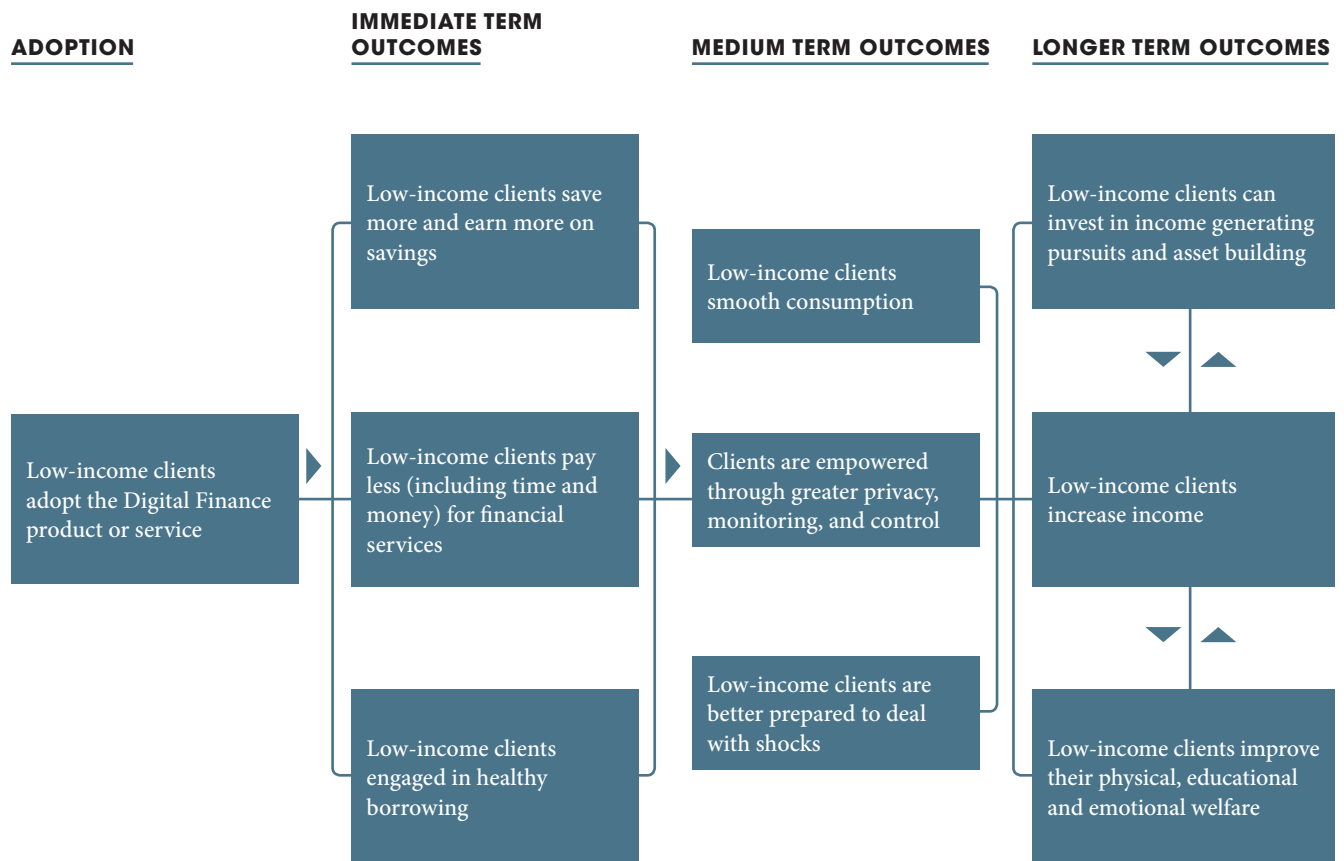 ADOPTION
IMMEDIATE TERM
OUTCOMES
MEDIUM TERM OUTCOMES
LONGER TERM OUTCOMES
Low-income clients
adopt the Digital Finance
product or service
Low-income clients save
more and earn more on
savings
Low-income clients pay
less (including time and
money) for financial
services
Low-income clients
engaged in healthy
borrowing
Low-income clients
smooth consumption
Clients are empowered
through greater privacy,
monitoring, and control
Low-income clients are
better prepared to deal
with shocks
Low-income clients can
invest in income generating
pursuits and asset building
Low-income clients
increase income
Low-income clients improve
their physical, educational
and emotional welfare